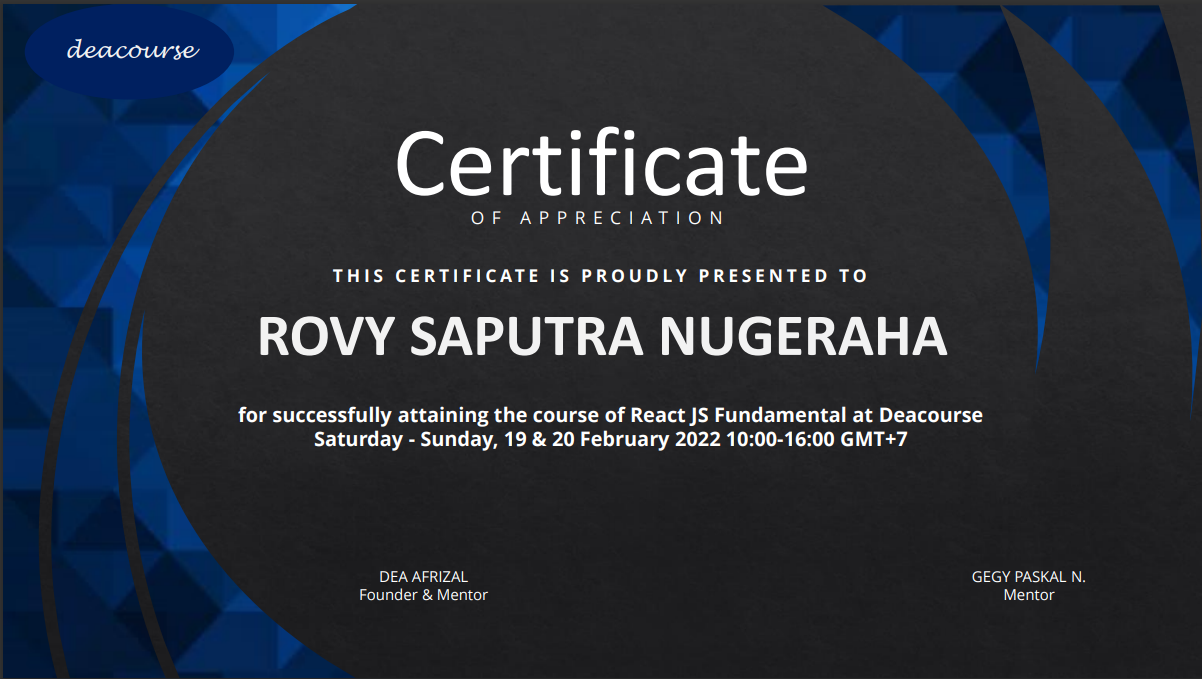 deacourse
Certificate
OF APPRECIATION
THIS CERTIFICATE IS PROUDLY PRESENTED TO
ROVY SAPUTRA NUGERAHA
for successfully attaining the course of React JS Fundamental at Deacourse
Saturday - Sunday, 19 & 20 February 2022 10:00-16:00 GMT+7
DEA AFRIZAL
Founder & Mentor
GEGY PASKAL N.
Mentor